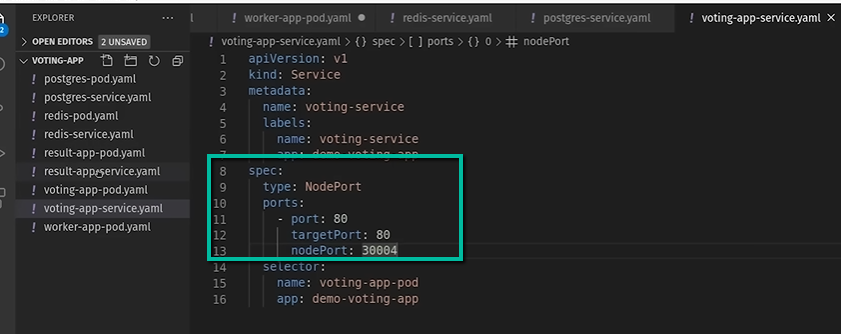 EXPLORER
...
worker-app-pod.yaml
redis-service.yaml
postgres-service.yaml
voting-app-service.yaml
OPEN EDITORS 2 UNSAVED
voting-app-service.yaml > {} spec > [ ] ports > {} 0 > nodePort
VOTING-APP
postgres-pod.yaml
postgres-service.yaml
redis-pod.yaml
redis-service.yaml
result-app-pod.yaml
result-app-service.yaml
voting-app-pod.yaml
voting-app-service.yaml
worker-app-pod.yaml
1 apiVersion: v1
2 kind: Service
3 metadata:
4 name: voting-service
5 labels:
6 name: voting-service
7 app: demo-voting-app
8 spec:
9 type: NodePort
10 ports:
11 - port: 80
12 targetPort: 80
13 nodePort: 30004
14 selector:
15 name: voting-app-pod
16 app: demo-voting-app